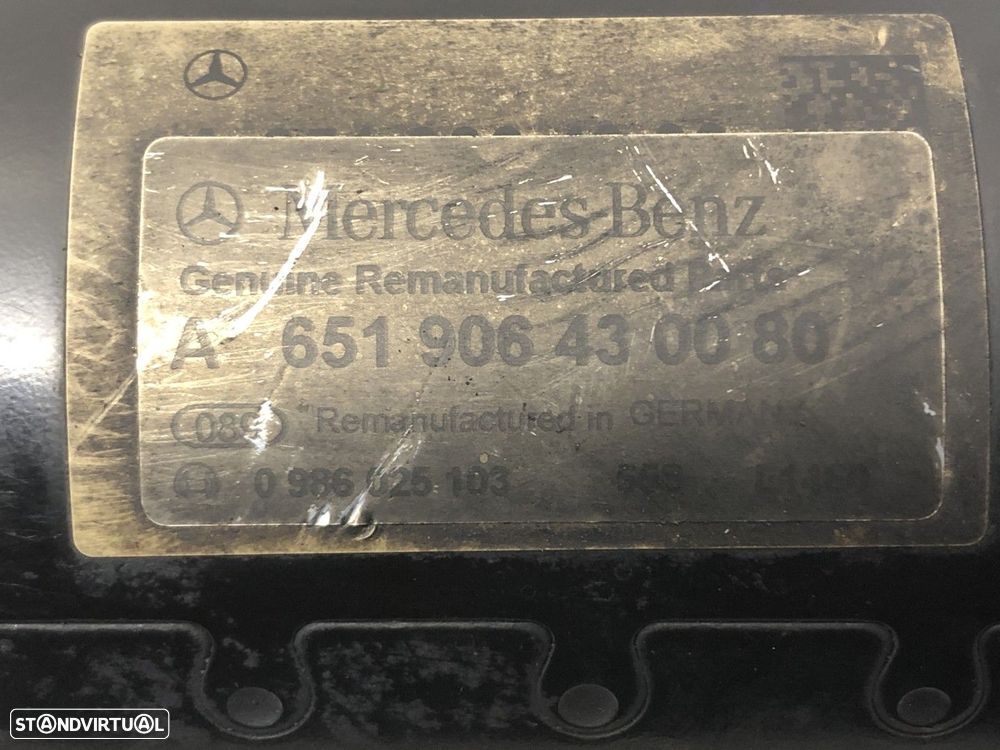 Mercedes-Benz
Genuine Remanufactured Parts
A 651 906 43 00 80
089 "Remanufactured in GERMANY"
0 986 025 103
STANDVIRTUAL